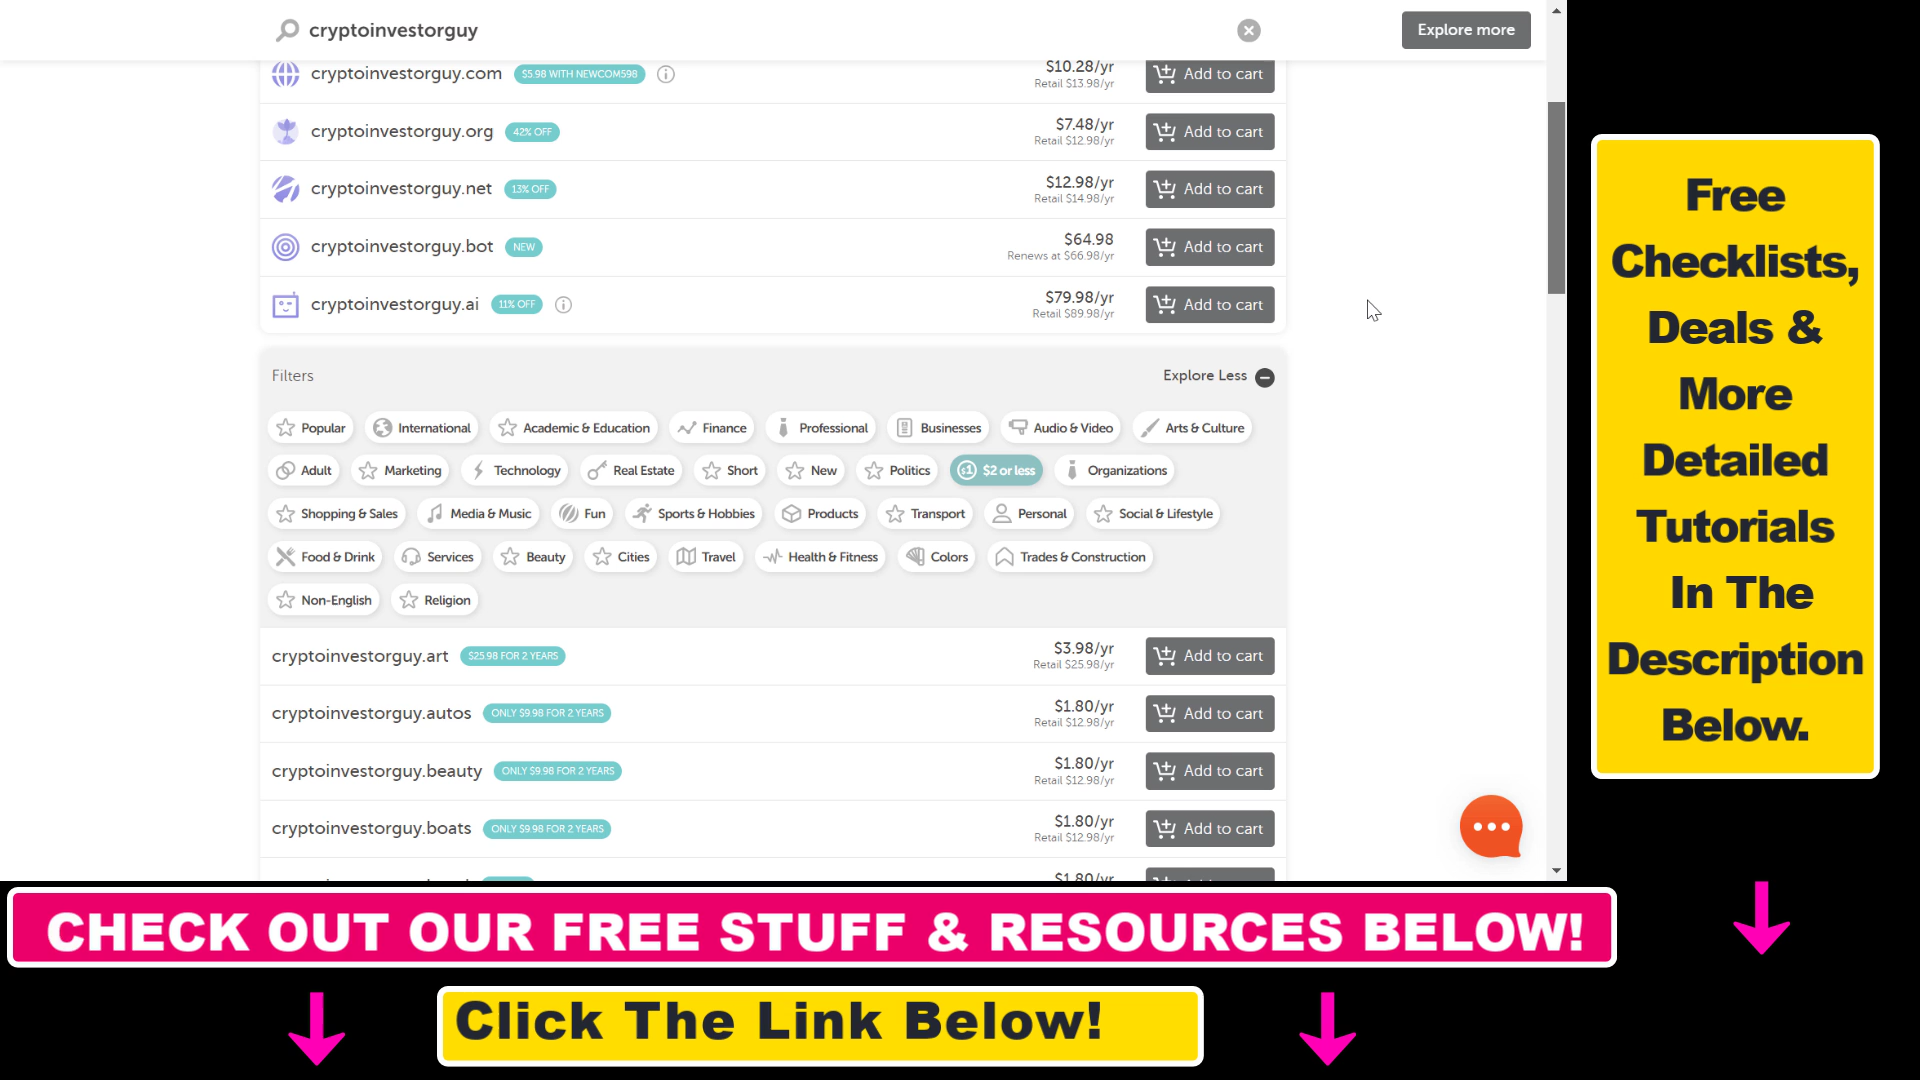 cryptoinvestorguy
Explore more
cryptoinvestorguy.com $5.98 WITH NEWCOM598 $10.28/yr Add to cart
Retail $13.98/yr
cryptoinvestorguy.org 42% OFF $7.48/yr Add to cart
Retail $12.98/yr
cryptoinvestorguy.net 13% OFF $12.98/yr Add to cart
Retail $14.98/yr
cryptoinvestorguy.bot NEW $64.98 Add to cart
Renews at $66.98/yr
cryptoinvestorguy.ai 11% OFF $79.98/yr Add to cart
Retail $89.98/yr
Filters Explore Less
Popular International Academic & Education Finance Professional Businesses Audio & Video Arts & Culture
Adult Marketing Technology Real Estate Short New Politics $1 $2 or less Organizations
Shopping & Sales Media & Music Fun Sports & Hobbies Products Transport Personal Social & Lifestyle
Food & Drink Services Beauty Cities Travel Health & Fitness Colors Trades & Construction
Non-English Religion
cryptoinvestorguy.art $25.98 FOR 2 YEARS $3.98/yr Add to cart
Retail $25.98/yr
cryptoinvestorguy.autos ONLY $9.98 FOR 2 YEARS $1.80/yr Add to cart
Retail $12.98/yr
cryptoinvestorguy.beauty ONLY $9.98 FOR 2 YEARS $1.80/yr Add to cart
Retail $12.98/yr
cryptoinvestorguy.boats ONLY $9.98 FOR 2 YEARS $1.80/yr Add to cart
Retail $12.98/yr
$1.80/yr
Free
Checklists,
Deals &
More
Detailed
Tutorials
In The
Description
Below.
CHECK OUT OUR FREE STUFF & RESOURCES BELOW!
Click The Link Below!